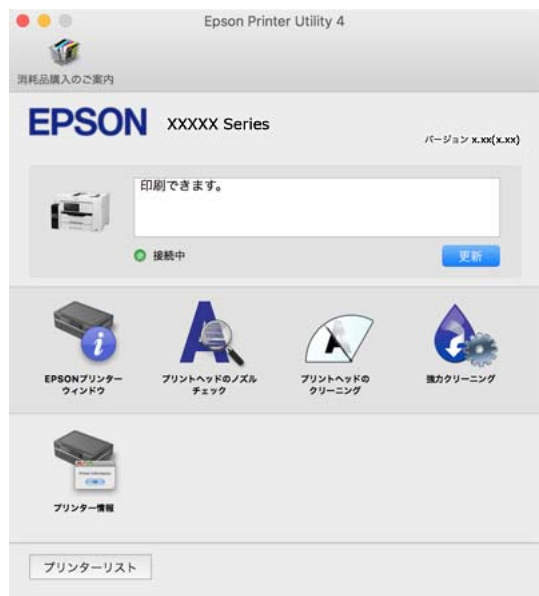 Epson Printer Utility 4
消耗品購入のご案内
EPSON XXXXX Series
バージョン x.xx(x.xx)
印刷できます。
接続中
更新
EPSONプリンター
ウィンドウ
プリントヘッドのノズル
チェック
プリントヘッドの
クリーニング
強力クリーニング
プリンター情報
プリンターリスト